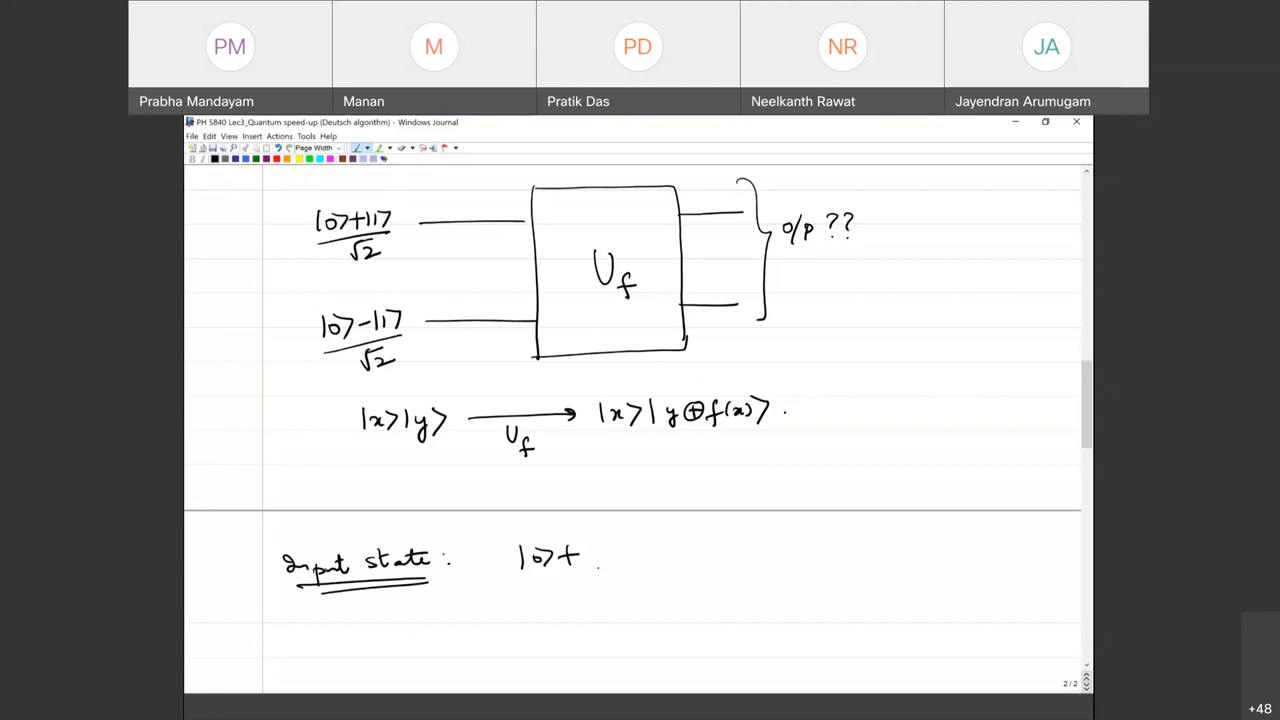 PM M PD NR JA
Prabha Mandayam Manan Pratik Das Neelkanth Rawat Jayendran Arumugam
PH 5840 Lec3_Quantum speed-up (Deutsch algorithm) - Windows Journal
File Edit View Insert Actions Tools Help
Page Width
B I
|0>+|1>
√2
U_f
o/p ??
|0>-|1>
√2
|x>|y> ⟶ |x>|y⊕f(x)> .
U_f
Input state : |0>+ .
2 / 2
+48